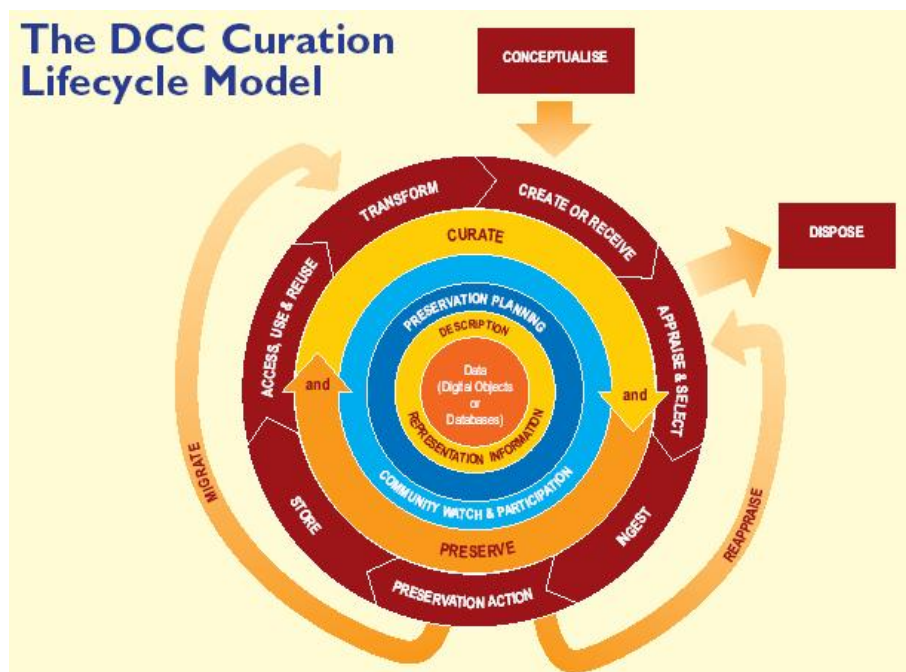 The DCC Curation
Lifecycle Model
CONCEPTUALISE
DISPOSE
TRANSFORM
CREATE OR RECEIVE
APPRAISE & SELECT
INGEST
PRESERVATION ACTION
STORE
ACCESS, USE & REUSE
CURATE
and
PRESERVE
and
PRESERVATION PLANNING
COMMUNITY WATCH & PARTICIPATION
DESCRIPTION
REPRESENTATION INFORMATION
Data
(Digital Objects
or
Databases)
MIGRATE
REAPPRAISE